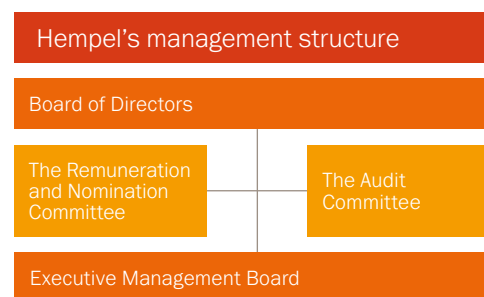 Hempel’s management structure
Board of Directors
The Remuneration
and Nomination
Committee
The Audit
Committee
Executive Management Board